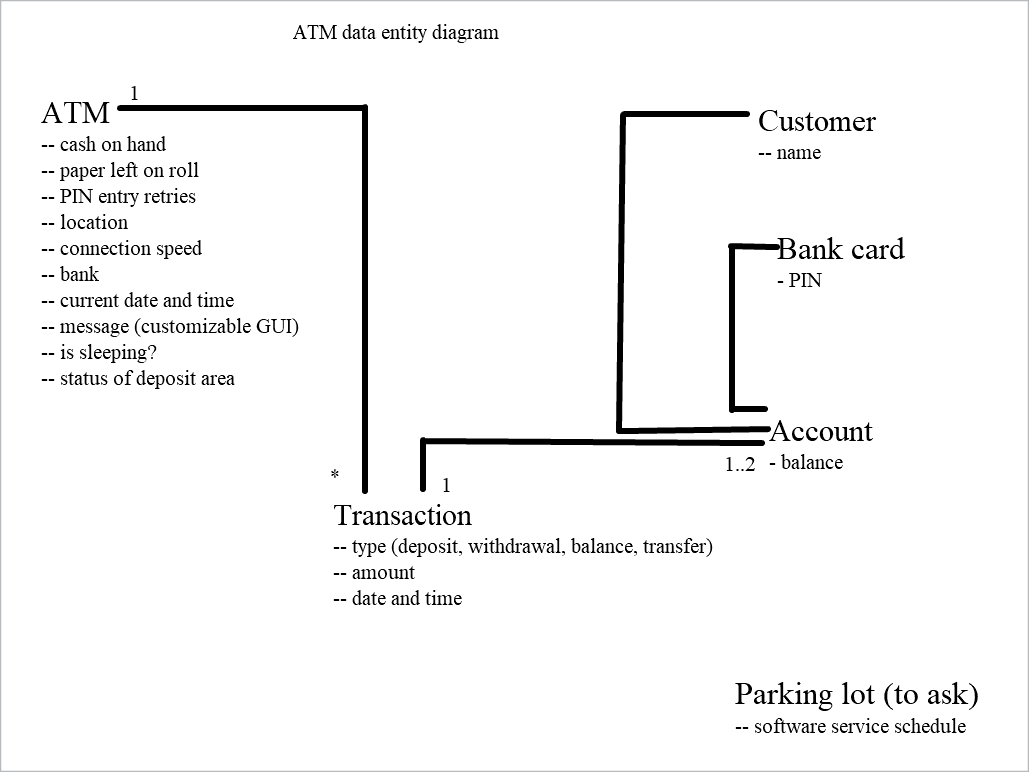 ATM data entity diagram
1
ATM
-- cash on hand
-- paper left on roll
-- PIN entry retries
-- location
-- connection speed
-- bank
-- current date and time
-- message (customizable GUI)
-- is sleeping?
-- status of deposit area
Customer
-- name
Bank card
- PIN
Account
- balance
1..2
*
1
Transaction
-- type (deposit, withdrawal, balance, transfer)
-- amount
-- date and time
Parking lot (to ask)
-- software service schedule